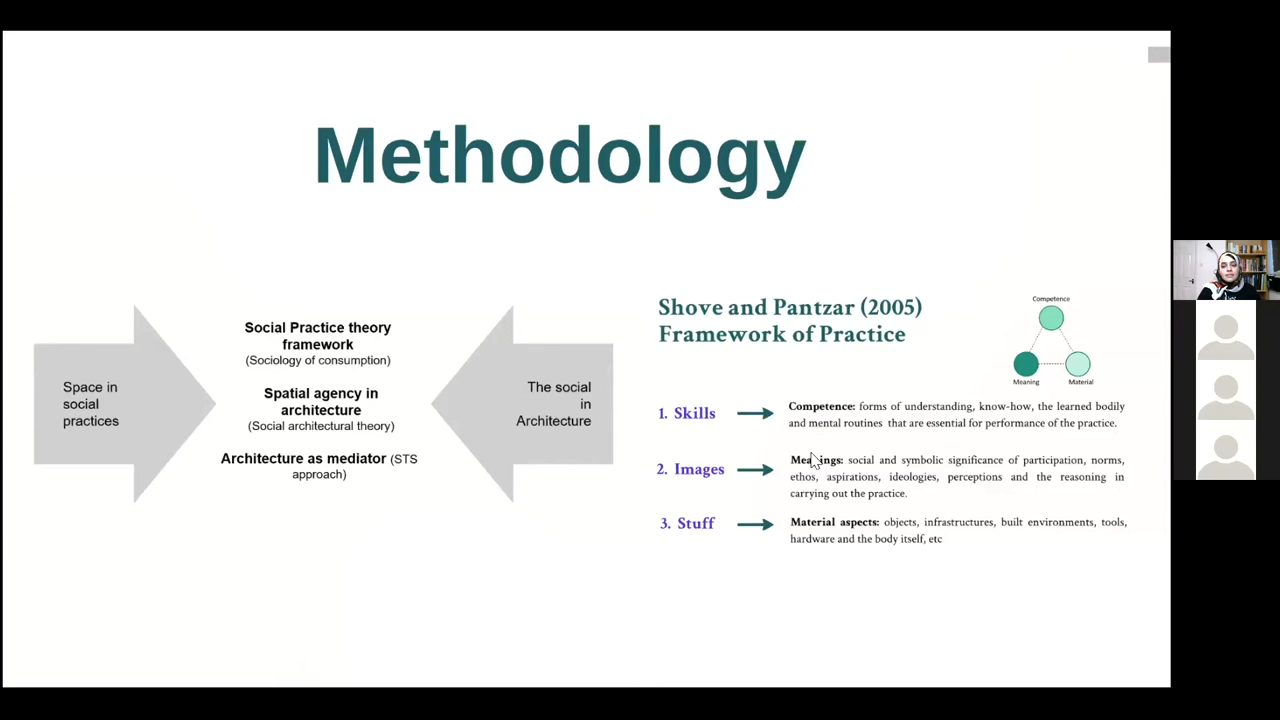 Methodology
Space in
social
practices
Social Practice theory
framework
(Sociology of consumption)
Spatial agency in
architecture
(Social architectural theory)
Architecture as mediator (STS
approach)
The social
in
Architecture
Shove and Pantzar (2005)
Framework of Practice
Competence
Meaning
Material
1. Skills
Competence: forms of understanding, know-how, the learned bodily
and mental routines that are essential for performance of the practice.
2. Images
Meanings: social and symbolic significance of participation, norms,
ethos, aspirations, ideologies, perceptions and the reasoning in
carrying out the practice.
3. Stuff
Material aspects: objects, infrastructures, built environments, tools,
hardware and the body itself, etc